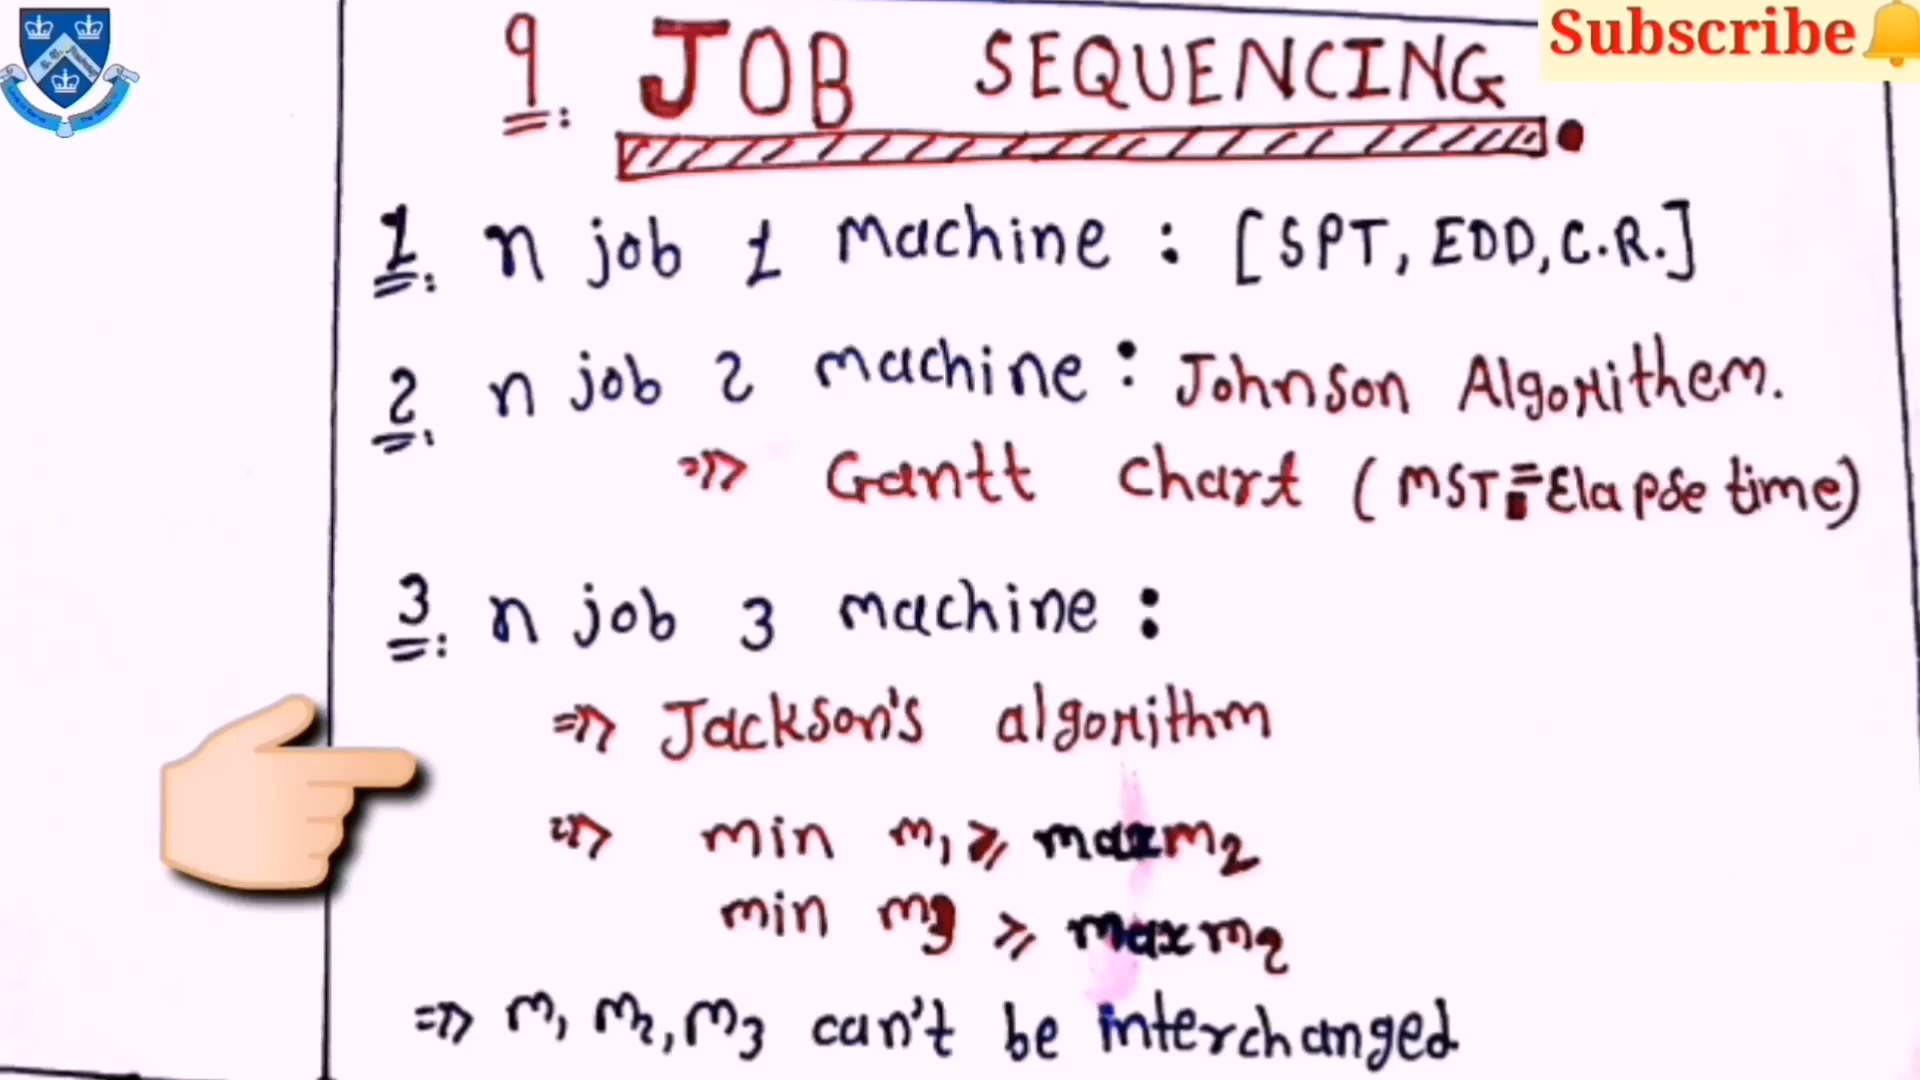 Subscribe
9. JOB SEQUENCING
1. n job 1 Machine : [SPT, EDD, C.R.]
2. n job 2 machine : Johnson Algorithem.
⇒ Gantt chart (MST = Elapse time)
3. n job 3 machine :
⇒ Jackson's algorithm
⇒ min m₁ ≥ max m₂
min m₃ ≥ max m₂
⇒ m₁ m₂, m₃ can't be interchanged.